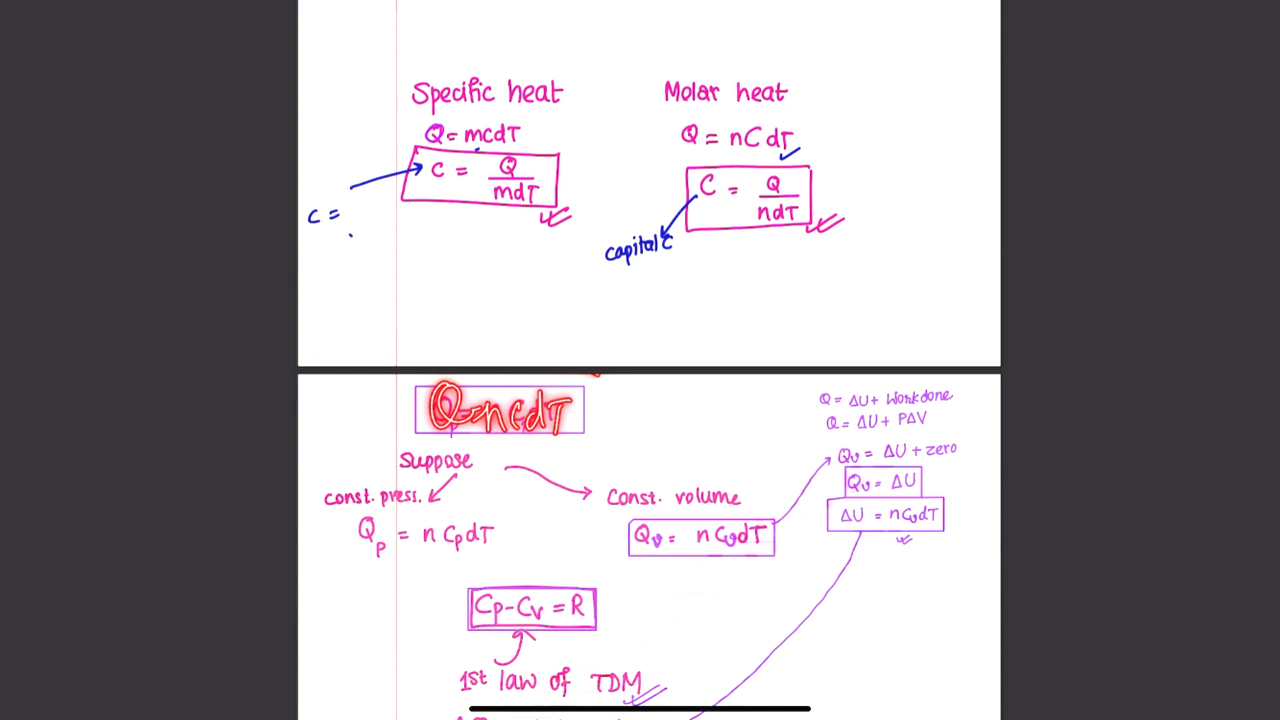 Specific heat
Q = mcdT
c = Q / mdT
c =
Molar heat
Q = nCdT
C = Q / ndT
capital C
Q = ncdT
Suppose
const. press.
Qp = nCpdT
Const. volume
Qv = nCvdT
Q = ΔU + Workdone
Q = ΔU + PΔV
Qv = ΔU + zero
Qv = ΔU
ΔU = nCvdT
Cp-Cv = R
1st law of TDM